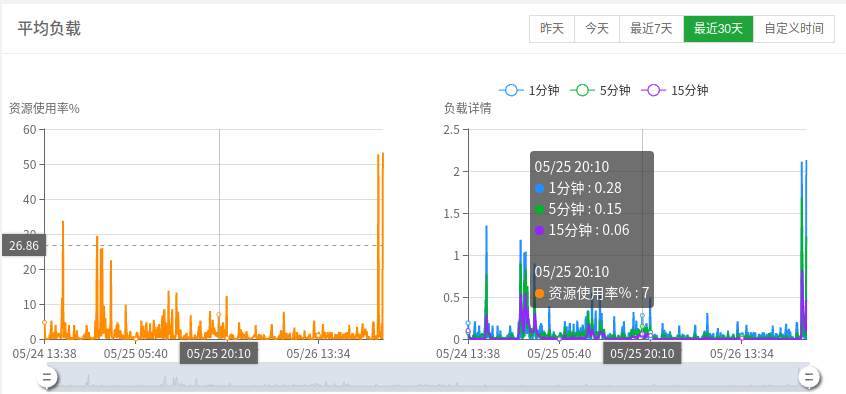 平均负载
昨天 今天 最近7天 最近30天 自定义时间
1分钟 5分钟 15分钟
资源使用率% 负载详情
60 2.5
50 2
40 1.5
30 1
20 0.5
10 0
0
26.86
05/25 20:10
1分钟 : 0.28
5分钟 : 0.15
15分钟 : 0.06
05/25 20:10
资源使用率% : 7
05/24 13:38 05/25 05:40 05/25 20:10 05/26 13:34 05/24 13:38 05/25 05:40 05/25 20:10 05/26 13:34